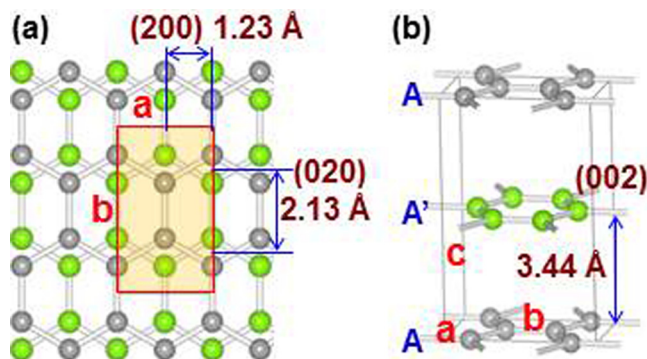 (a)
(200) 1.23 Å
a
b
(020)
2.13 Å
(b)
A
(002)
A'
c
3.44 Å
b
a
A